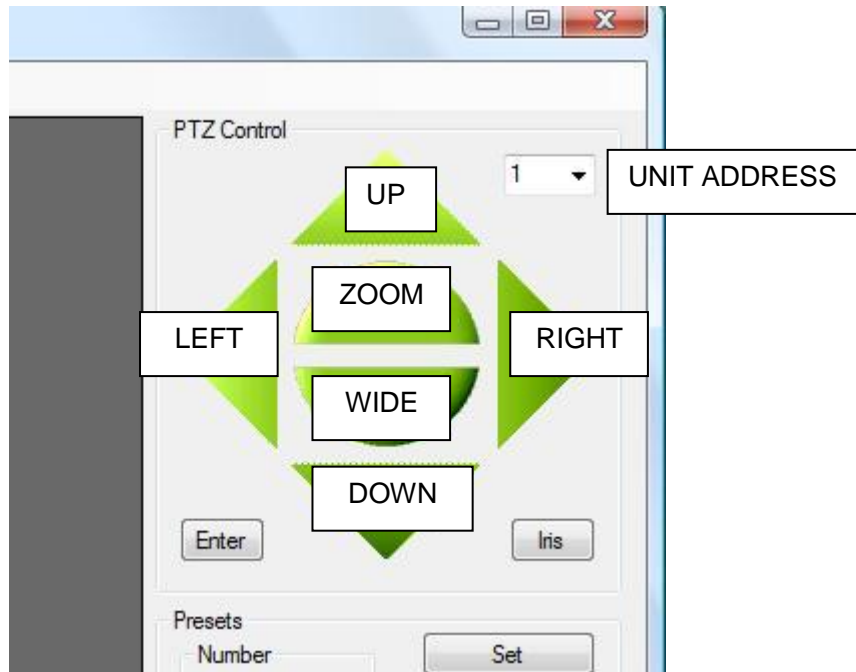 PTZ Control
1
UNIT ADDRESS
UP
ZOOM
LEFT
RIGHT
WIDE
DOWN
Enter
Iris
Presets
Number
Set